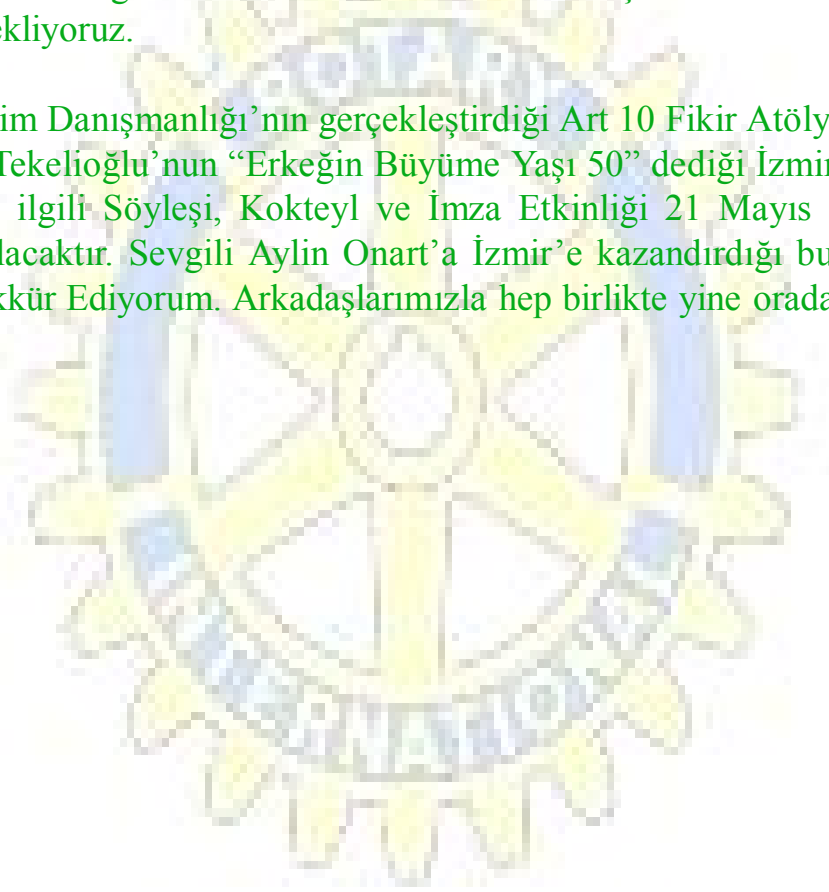 ekliyoruz.
im Danışmanlığı’nın gerçekleştirdiği Art 10 Fikir Atöly
Tekelioğlu’nun “Erkeğin Büyüme Yaşı 50” dediği İzmir
ilgili Söyleşi, Kokteyl ve İmza Etkinliği 21 Mayıs
lacaktır. Sevgili Aylin Onart’a İzmir’e kazandırdığı bu
kkür Ediyorum. Arkadaşlarımızla hep birlikte yine orada
ROTARY
INTERNATIONAL